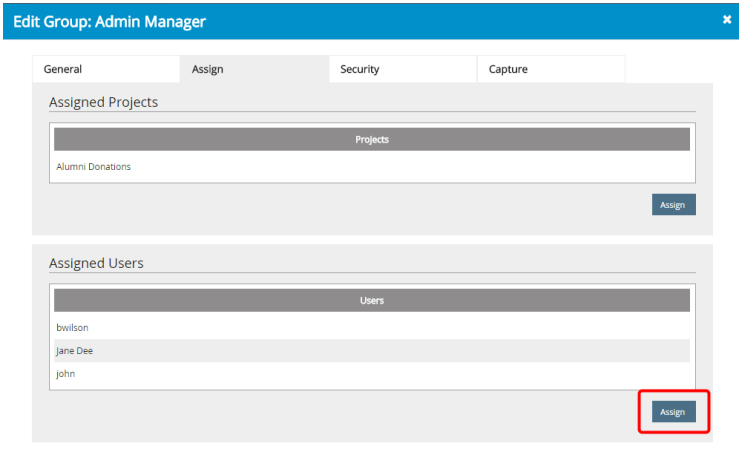 Edit Group: Admin Manager
General Assign Security Capture
Assigned Projects
Projects
Alumni Donations
Assign
Assigned Users
Users
bwilson
Jane Dee
john
Assign